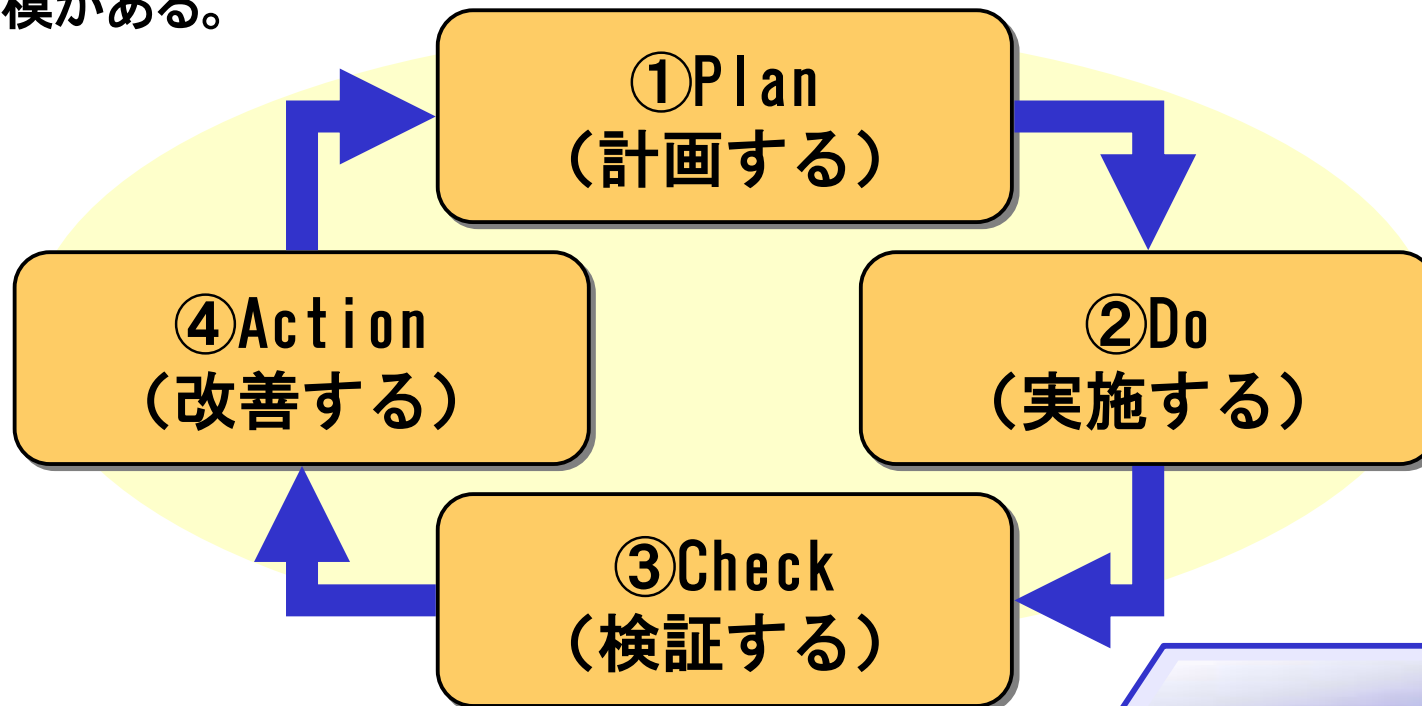 模がある。
①Plan
（計画する）
④Action
（改善する）
②Do
（実施する）
③Check
（検証する）